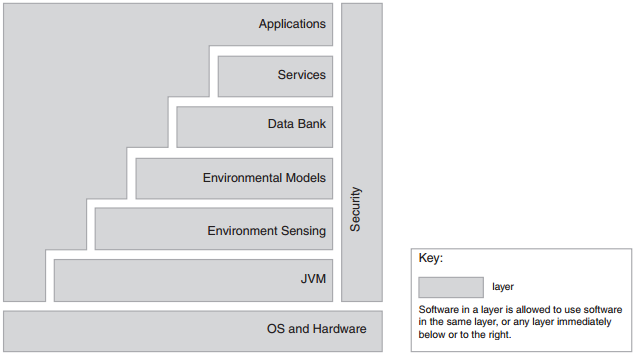 Applications
Services
Data Bank
Environmental Models
Environment Sensing
JVM
Security
OS and Hardware
Key:
layer
Software in a layer is allowed to use software
in the same layer, or any layer immediately
below or to the right.